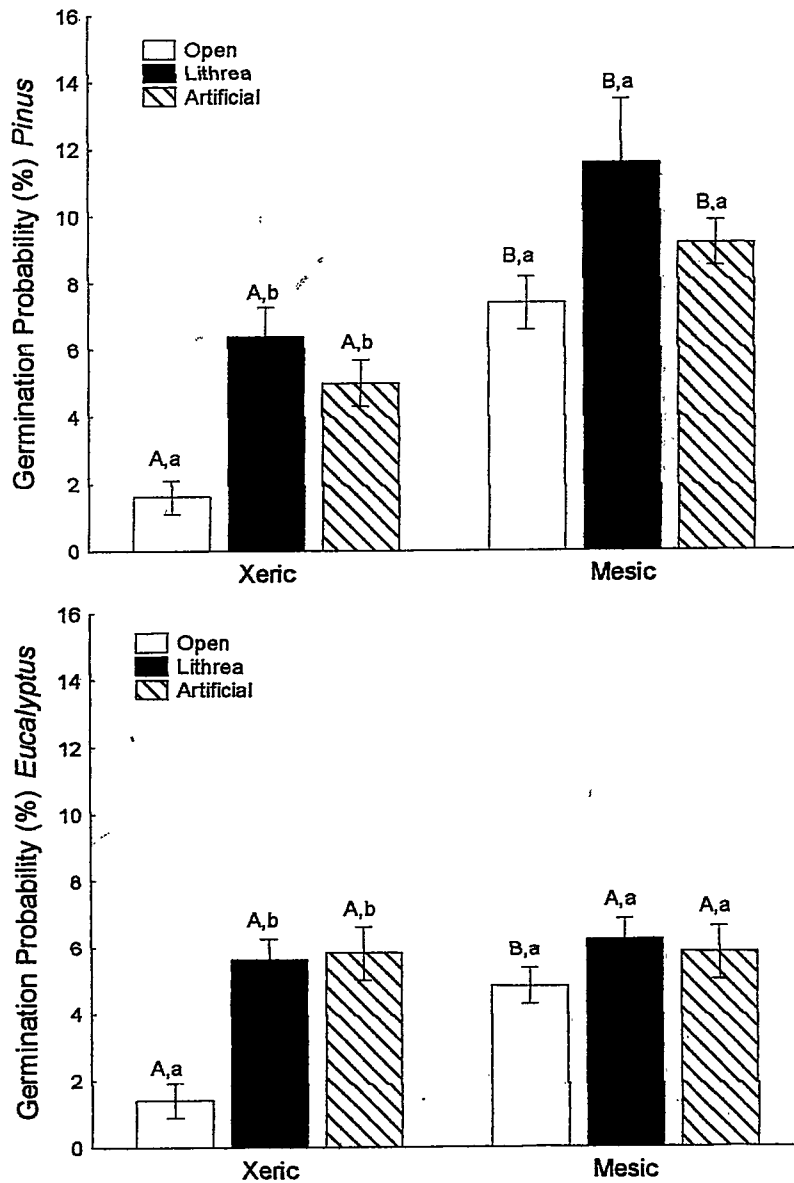 16
14
12
10
8
6
4
2
0
Germination Probability (%) Pinus
Open
Lithrea
Artificial
A,a
A,b
A,b
B,a
B,a
B,a
Xeric
Mesic
16
14
12
10
8
6
4
2
0
Germination Probability (%) Eucalyptus
Open
Lithrea
Artificial
A,a
A,b
A,b
B,a
A,a
A,a
Xeric
Mesic